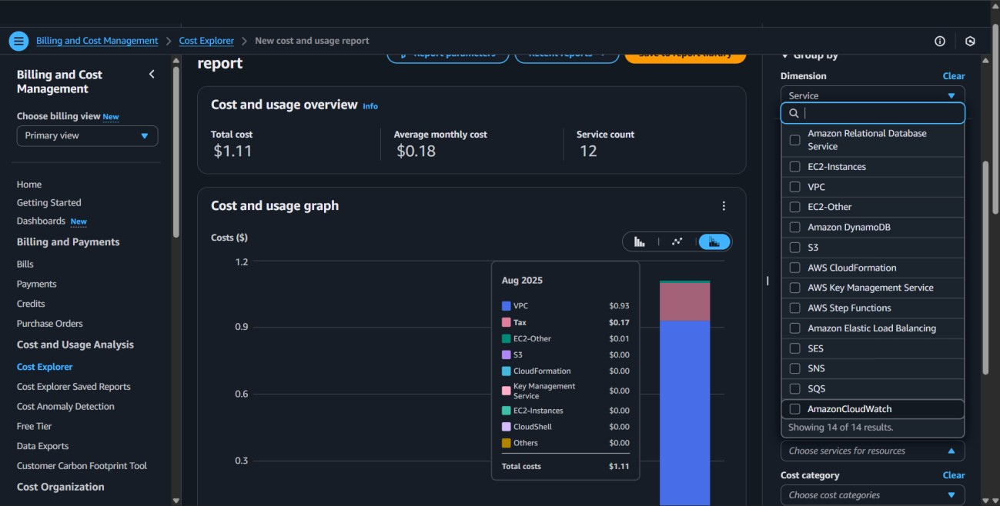 Billing and Cost Management > Cost Explorer > New cost and usage report
Billing and Cost
Management
Choose billing view New
Primary view
Home
Getting Started
Dashboards New
Billing and Payments
Bills
Payments
Credits
Purchase Orders
Cost and Usage Analysis
Cost Explorer
Cost Explorer Saved Reports
Cost Anomaly Detection
Free Tier
Data Exports
Customer Carbon Footprint Tool
Cost Organization
report
Report parameters
Recent reports
Save to report library
Cost and usage overview Info
Total cost
$1.11
Average monthly cost
$0.18
Service count
12
Cost and usage graph
Costs ($)
1.2
0.9
0.6
0.3
Aug 2025
VPC $0.93
Tax $0.17
EC2-Other $0.01
S3 $0.00
CloudFormation $0.00
Key Management
Service $0.00
EC2-Instances $0.00
CloudShell $0.00
Others $0.00
Total costs $1.11
Group by
Dimension Clear
Service
Amazon Relational Database
Service
EC2-Instances
VPC
EC2-Other
Amazon DynamoDB
S3
AWS CloudFormation
AWS Key Management Service
AWS Step Functions
Amazon Elastic Load Balancing
SES
SNS
SQS
AmazonCloudWatch
Showing 14 of 14 results.
Choose services for resources
Cost category Clear
Choose cost categories